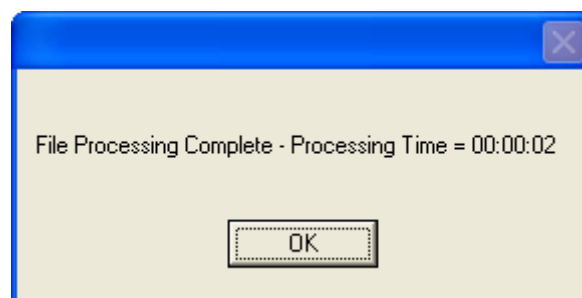 File Processing Complete - Processing Time = 00:00:02
OK